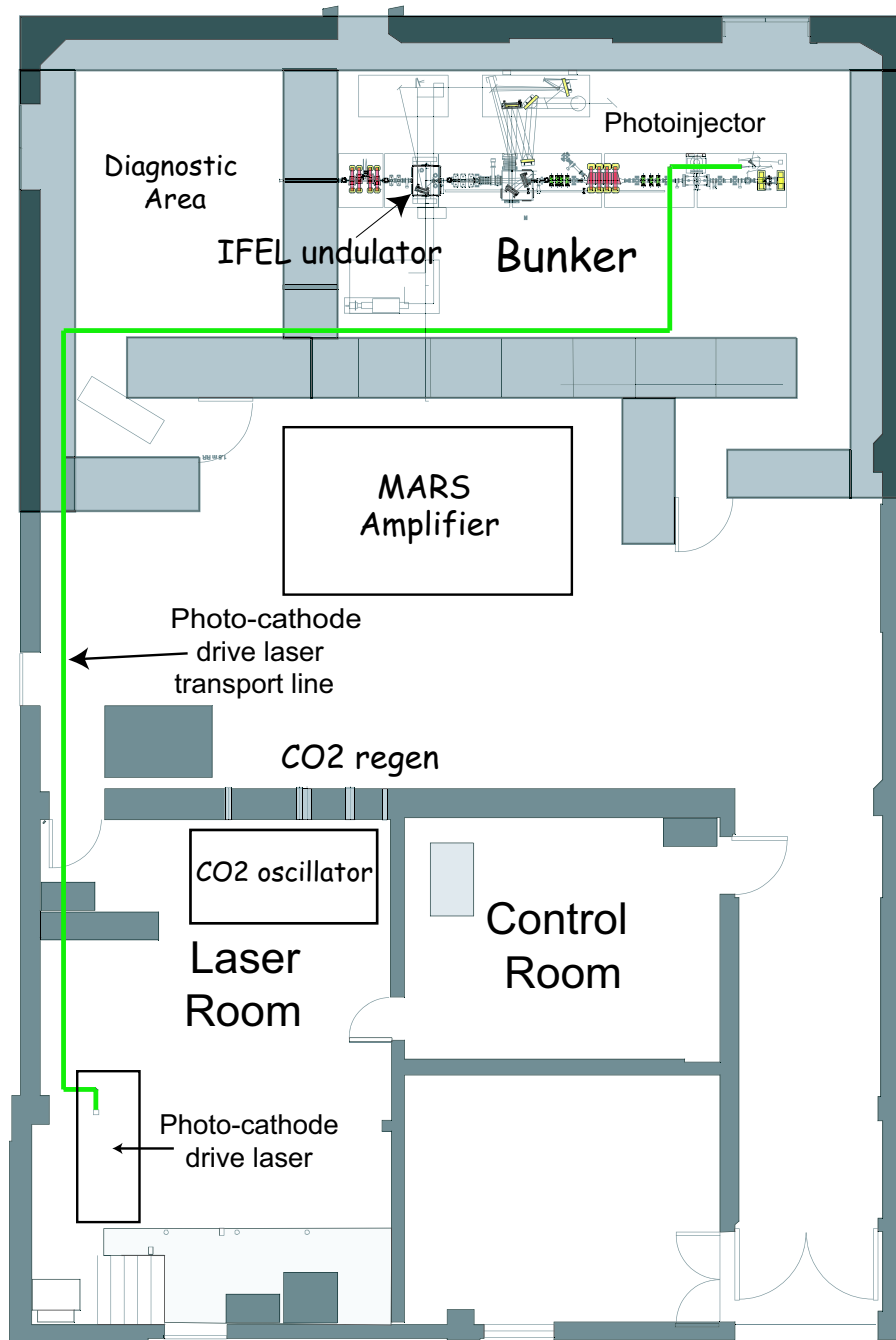 Photoinjector
Diagnostic
Area
IFEL undulator
Bunker
MARS
Amplifier
Photo-cathode
drive laser
transport line
CO2 regen
CO2 oscillator
Laser
Room
Control
Room
Photo-cathode
drive laser